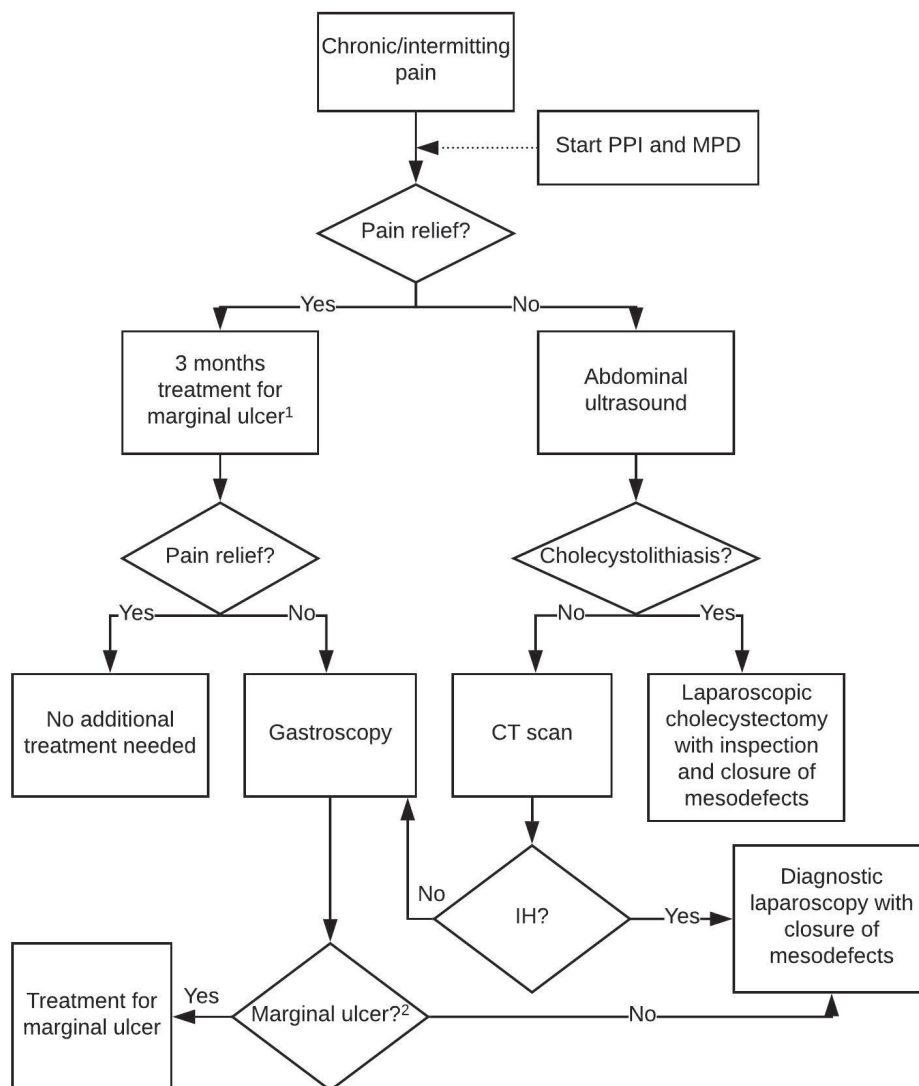 Chronic/intermitting
pain
Start PPI and MPD
Pain relief?
Yes
No
3 months
treatment for
marginal ulcer1
Abdominal
ultrasound
Pain relief?
Cholecystolithiasis?
Yes
No
No
Yes
No additional
treatment needed
Gastroscopy
CT scan
Laparoscopic
cholecystectomy
with inspection
and closure of
mesodefects
No
IH?
Yes
Diagnostic
laparoscopy with
closure of
mesodefects
Treatment for
marginal ulcer
Yes
Marginal ulcer?2
No